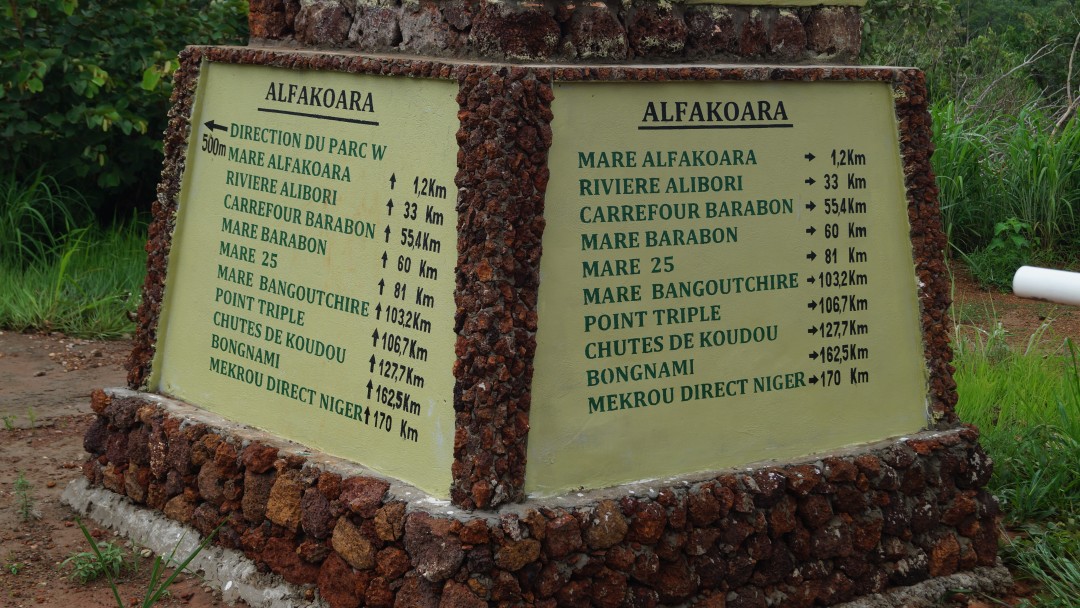 ALFAKOARA
← DIRECTION DU PARC W
500m
MARE ALFAKOARA ↑ 1,2Km
RIVIERE ALIBORI ↑ 33 Km
CARREFOUR BARABON ↑ 55,4Km
MARE BARABON ↑ 60 Km
MARE 25 ↑ 81 Km
MARE BANGOUTCHIRE ↑ 103,2Km
POINT TRIPLE ↑ 106,7Km
CHUTES DE KOUDOU ↑ 127,7Km
BONGNAMI ↑ 162,5Km
MEKROU DIRECT NIGER ↑ 170 Km
ALFAKOARA
MARE ALFAKOARA → 1,2Km
RIVIERE ALIBORI → 33 Km
CARREFOUR BARABON → 55,4Km
MARE BARABON → 60 Km
MARE 25 → 81 Km
MARE BANGOUTCHIRE → 103,2Km
POINT TRIPLE → 106,7Km
CHUTES DE KOUDOU → 127,7Km
BONGNAMI → 162,5Km
MEKROU DIRECT NIGER → 170 Km